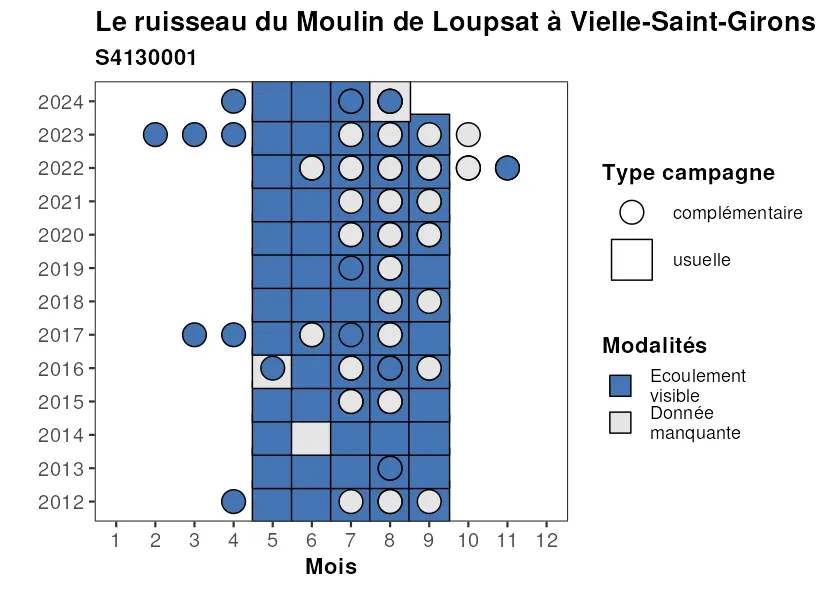 Le ruisseau du Moulin de Loupsat à Vielle-Saint-Girons
S4130001
2024
2023
2022
2021
2020
2019
2018
2017
2016
2015
2014
2013
2012
1 2 3 4 5 6 7 8 9 10 11 12
Mois
Type campagne
complémentaire
usuelle
Modalités
Ecoulement
visible
Donnée
manquante